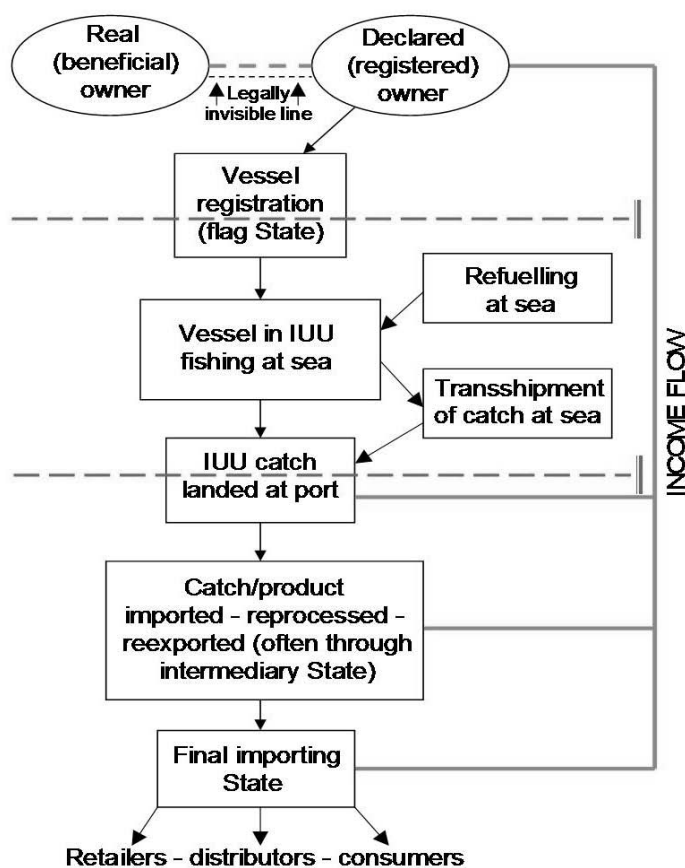 Real
(beneficial)
owner
Declared
(registered)
owner
Legally
invisible line
Vessel
registration
(flag State)
Refuelling
at sea
Vessel in IUU
fishing at sea
Transshipment
of catch at sea
IUU catch
landed at port
INCOME FLOW
Catch/product
imported - reprocessed -
reexported (often through
intermediary State)
Final importing
State
Retailers - distributors - consumers